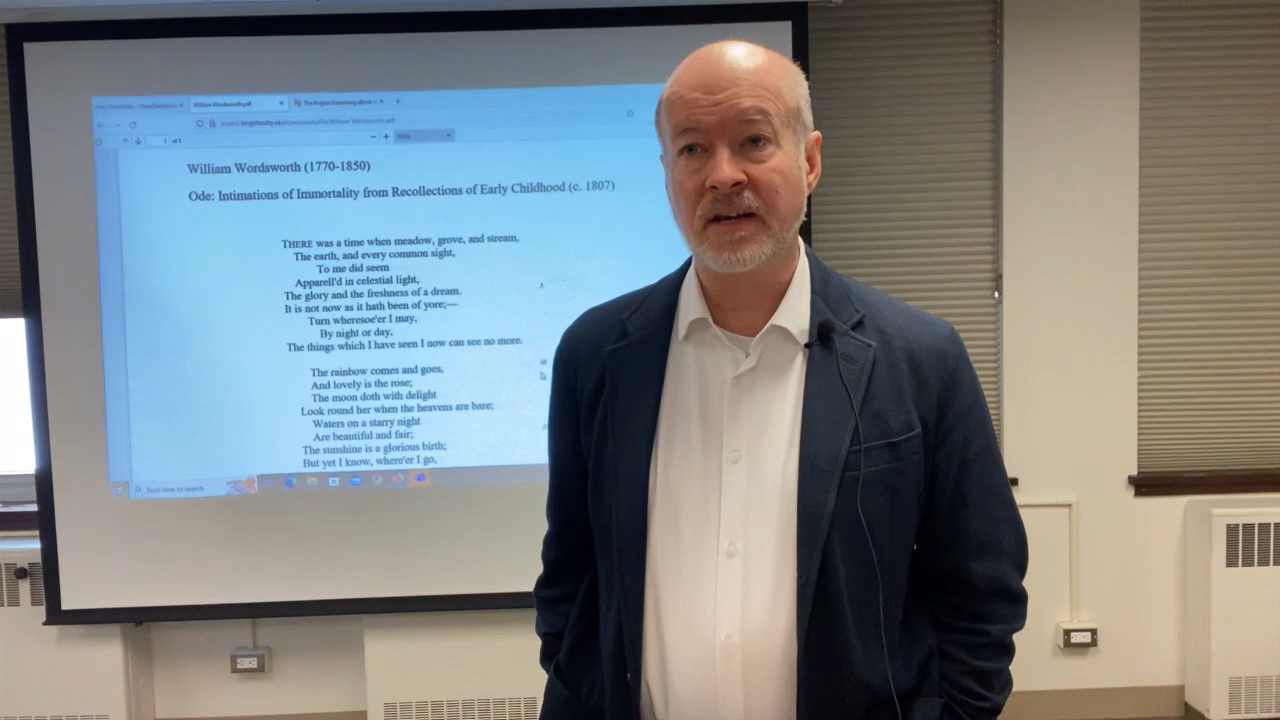 William Wordsworth.pdf
The Project Gutenberg eBook
William Wordsworth (1770-1850)
Ode: Intimations of Immortality from Recollections of Early Childhood (c. 1807)
THERE was a time when meadow, grove, and stream,
The earth, and every common sight,
To me did seem
Apparell'd in celestial light,
The glory and the freshness of a dream.
It is not now as it hath been of yore;—
Turn wheresoe'er I may,
By night or day,
The things which I have seen I now can see no more.
The rainbow comes and goes,
And lovely is the rose;
The moon doth with delight
Look round her when the heavens are bare;
Waters on a starry night
Are beautiful and fair;
The sunshine is a glorious birth;
But yet I know, where'er I go,
Type here to search